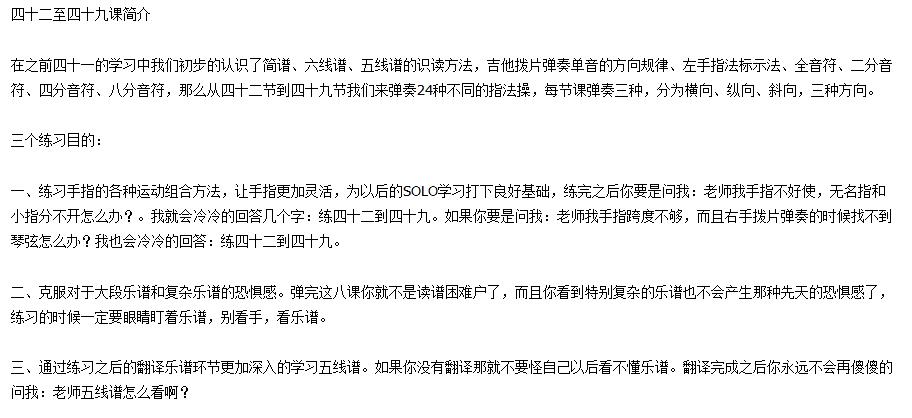 四十二至四十九课简介
在之前四十一的学习中我们初步的认识了简谱、六线谱、五线谱的识读方法，吉他拨片弹奏单音的方向规律、左手指法标示法、全音符、二分音
符、四分音符、八分音符，那么从四十二节到四十九节我们来弹奏24种不同的指法操，每节课弹奏三种，分为横向、纵向、斜向，三种方向。
三个练习目的：
一、练习手指的各种运动组合方法，让手指更加灵活，为以后的SOLO学习打下良好基础，练完之后你要是问我：老师我手指不好使，无名指和
小指分不开怎么办？。我就会冷冷的回答几个字：练四十二到四十九。如果你要是问我：老师我手指跨度不够，而且右手拨片弹奏的时候找不到
琴弦怎么办？我也会冷冷的回答：练四十二到四十九。
二、克服对于大段乐谱和复杂乐谱的恐惧感。弹完这八课你就不是读谱困难户了，而且你看到特别复杂的乐谱也不会产生那种先天的恐惧感了，
练习的时候一定要眼睛盯着乐谱，别看手，看乐谱。
三、通过练习之后的翻译乐谱环节更加深入的学习五线谱。如果你没有翻译那就不要怪自己以后看不懂乐谱。翻译完成之后你永远不会再傻傻的
问我：老师五线谱怎么看啊？